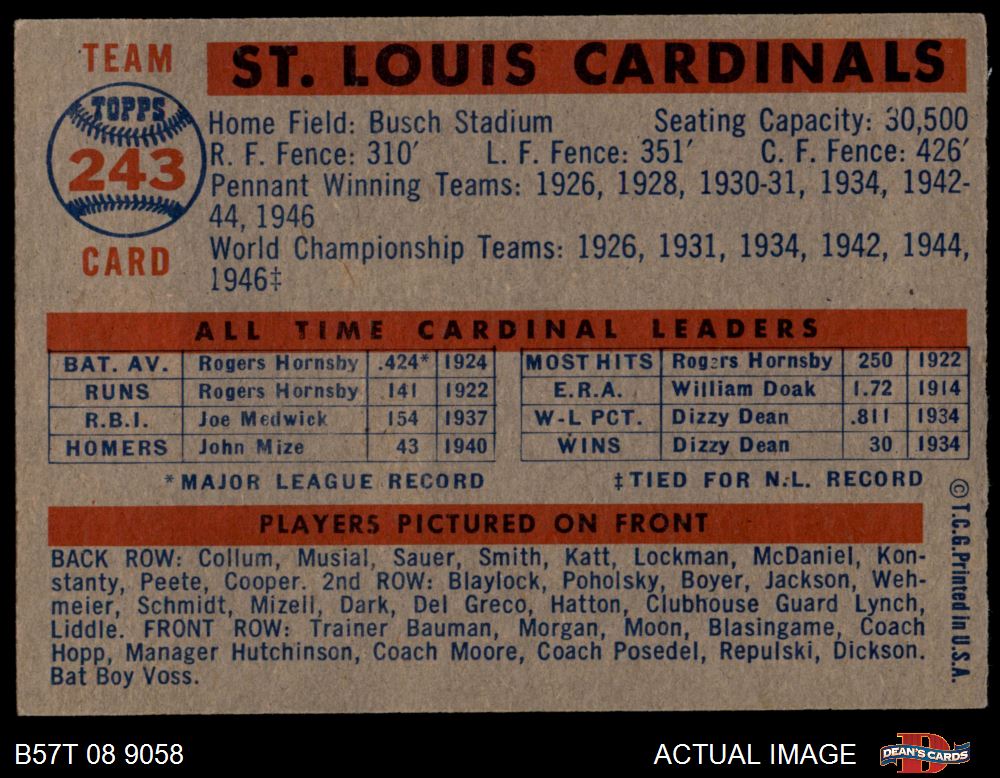 TEAM
TOPPS
243
CARD
ST. LOUIS CARDINALS
Home Field: Busch Stadium Seating Capacity: 30,500
R. F. Fence: 310′ L. F. Fence: 351′ C. F. Fence: 426′
Pennant Winning Teams: 1926, 1928, 1930-31, 1934, 1942-
44, 1946
World Championship Teams: 1926, 1931, 1934, 1942, 1944,
1946‡
ALL TIME CARDINAL LEADERS
BAT. AV. Rogers Hornsby .424* 1924 MOST HITS Rogers Hornsby 250 1922
RUNS Rogers Hornsby 141 1922 E.R.A. William Doak 1.72 1914
R.B.I. Joe Medwick 154 1937 W-L PCT. Dizzy Dean .811 1934
HOMERS John Mize 43 1940 WINS Dizzy Dean 30 1934
*MAJOR LEAGUE RECORD ‡TIED FOR N.L. RECORD
PLAYERS PICTURED ON FRONT
BACK ROW: Collum, Musial, Sauer, Smith, Katt, Lockman, McDaniel, Kon-
stanty, Peete, Cooper. 2nd ROW: Blaylock, Poholsky, Boyer, Jackson, Weh-
meier, Schmidt, Mizell, Dark, Del Greco, Hatton, Clubhouse Guard Lynch,
Liddle. FRONT ROW: Trainer Bauman, Morgan, Moon, Blasingame, Coach
Hopp, Manager Hutchinson, Coach Moore, Coach Posedel, Repulski, Dickson.
Bat Boy Voss.
© T.C.G. Printed in U.S.A.
B57T 08 9058
ACTUAL IMAGE
DEAN'S CARDS